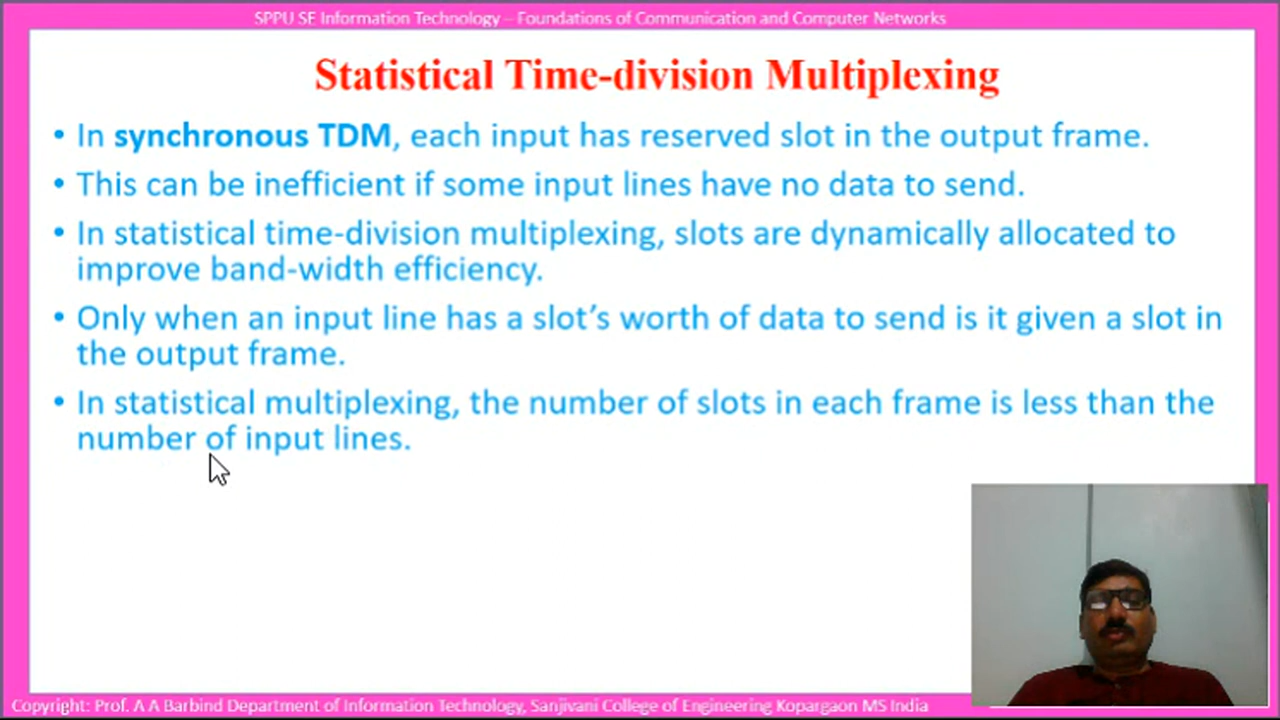 SPPU SE Information Technology – Foundations of Communication and Computer Networks
Statistical Time-division Multiplexing
• In synchronous TDM, each input has reserved slot in the output frame.
• This can be inefficient if some input lines have no data to send.
• In statistical time-division multiplexing, slots are dynamically allocated to
improve band-width efficiency.
• Only when an input line has a slot’s worth of data to send is it given a slot in
the output frame.
• In statistical multiplexing, the number of slots in each frame is less than the
number of input lines.
Copyright: Prof. A A Barbind Department of Information Technology, Sanjivani College of Engineering Kopargaon MS India